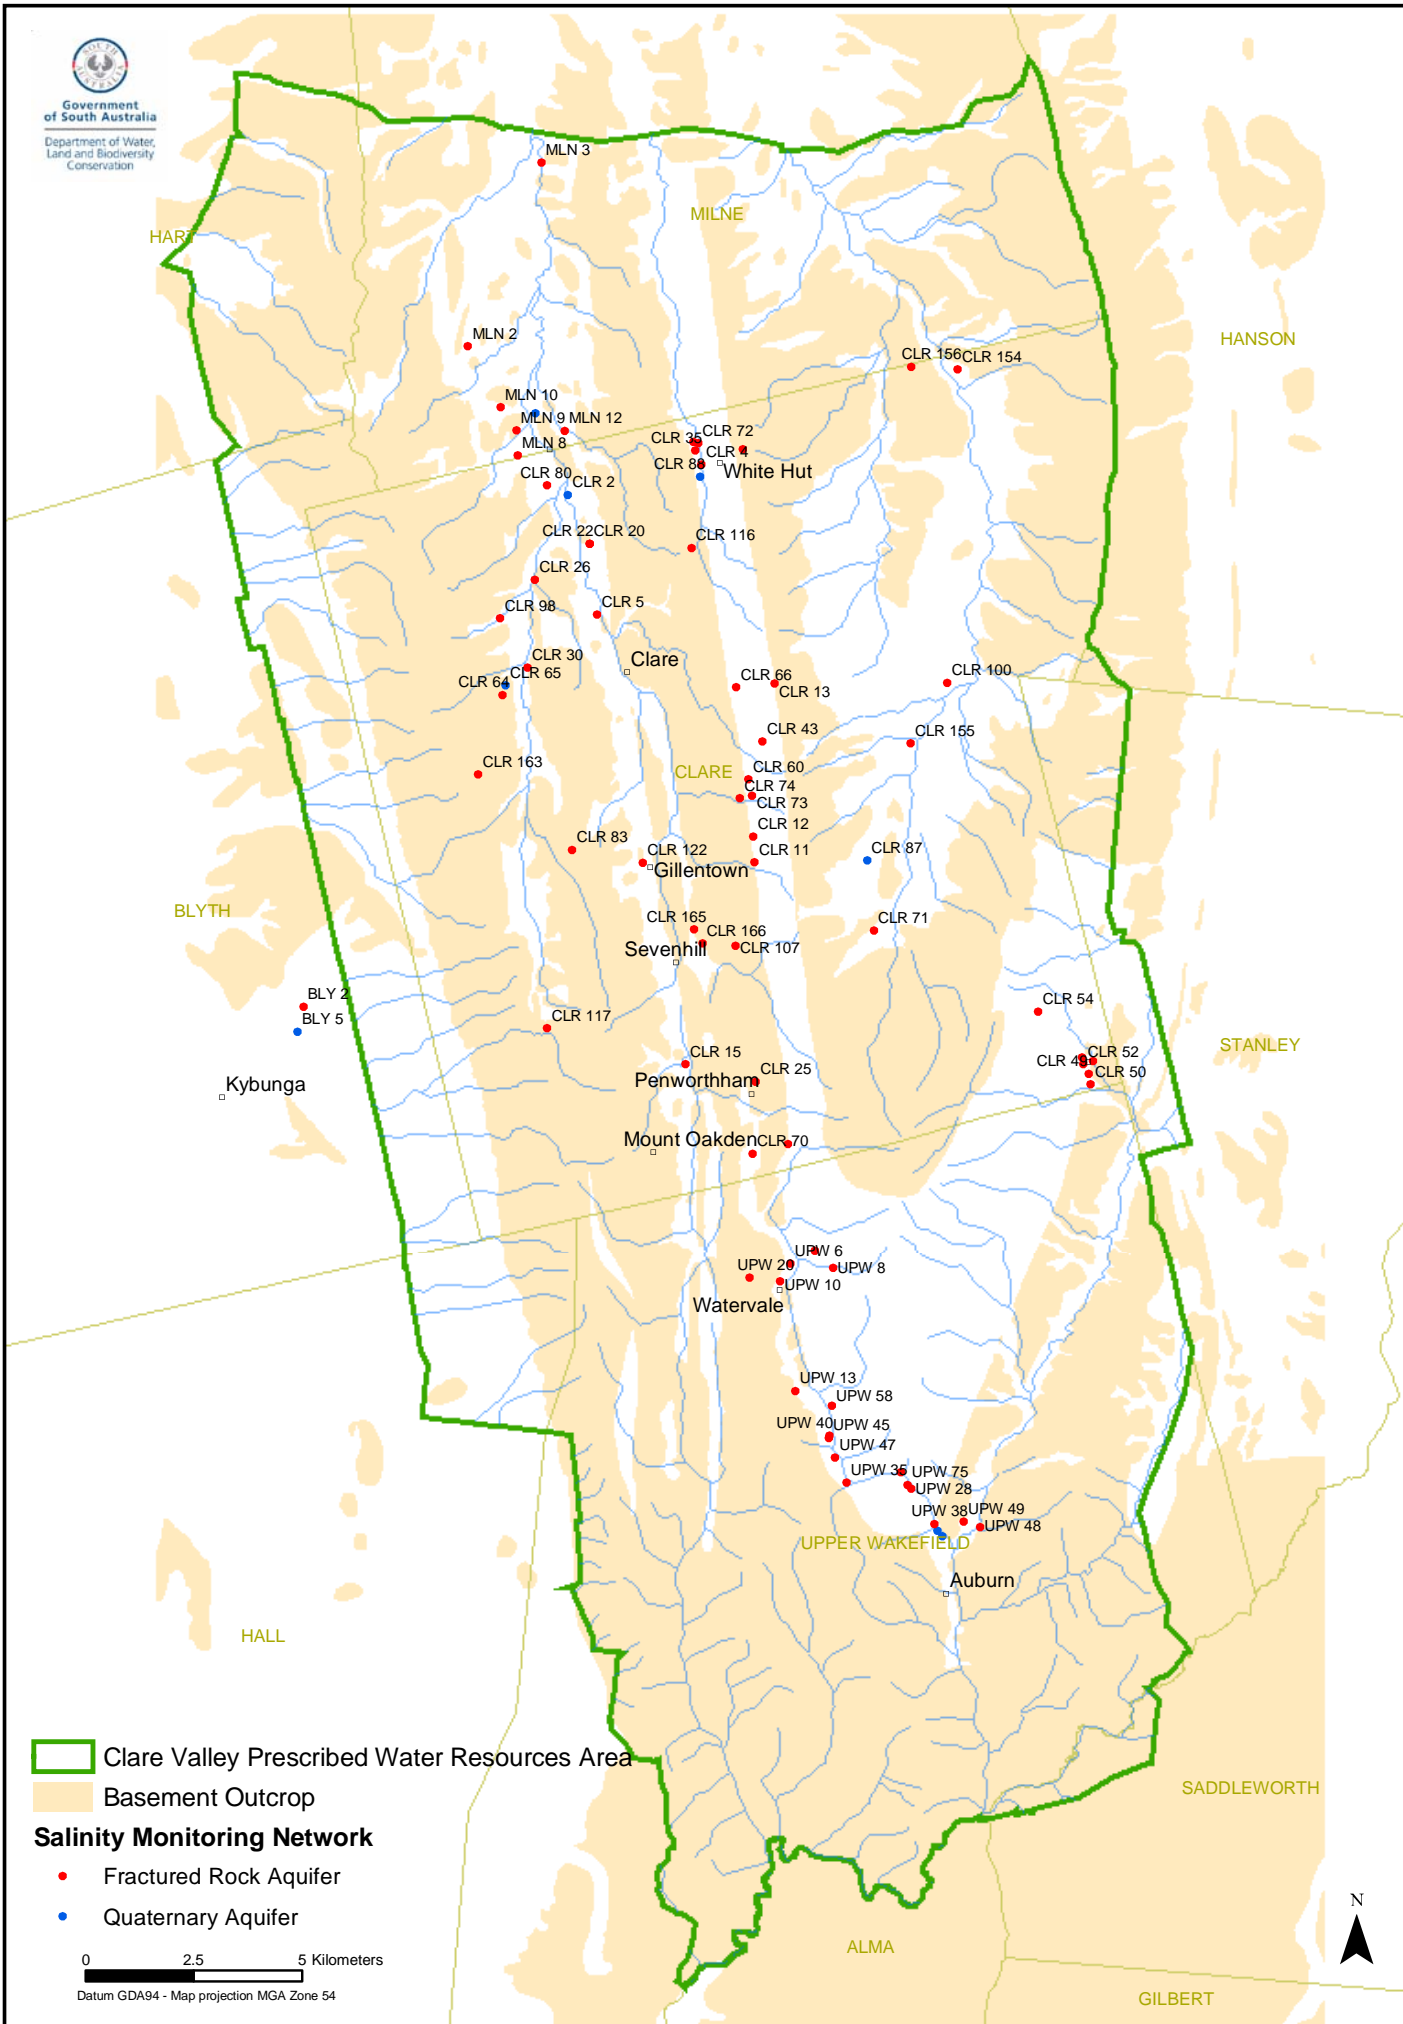 SOUTH
AUSTRALIA
Government
of South Australia
Department of Water,
Land and Biodiversity
Conservation
MLN 3
MILNE
HART
HANSON
MLN 2
CLR 156
CLR 154
MLN 10
MLN 9
MLN 12
MLN 8
CLR 35
CLR 72
CLR 4
CLR 88
White Hut
CLR 80
CLR 2
CLR 22
CLR 20
CLR 116
CLR 26
CLR 98
CLR 5
CLR 30
Clare
CLR 65
CLR 64
CLR 66
CLR 13
CLR 100
CLR 43
CLR 155
CLR 163
CLARE
CLR 60
CLR 74
CLR 73
CLR 12
CLR 83
CLR 122
CLR 11
CLR 87
Gillentown
BLYTH
CLR 165
CLR 166
CLR 71
Sevenhill
CLR 107
BLY 2
BLY 5
CLR 54
CLR 117
CLR 15
CLR 52
CLR 49
CLR 50
STANLEY
CLR 25
Penworthham
Kybunga
Mount Oakden
CLR 70
UPW 6
UPW 20
UPW 8
UPW 10
Watervale
UPW 13
UPW 58
UPW 40
UPW 45
UPW 47
UPW 35
UPW 75
UPW 28
UPW 38
UPW 49
UPW 48
UPPER WAKEFIELD
Auburn
HALL
SADDLEWORTH
ALMA
GILBERT
Clare Valley Prescribed Water Resources Area
Basement Outcrop
Salinity Monitoring Network
Fractured Rock Aquifer
Quaternary Aquifer
0 2.5 5 Kilometers
Datum GDA94 - Map projection MGA Zone 54
N